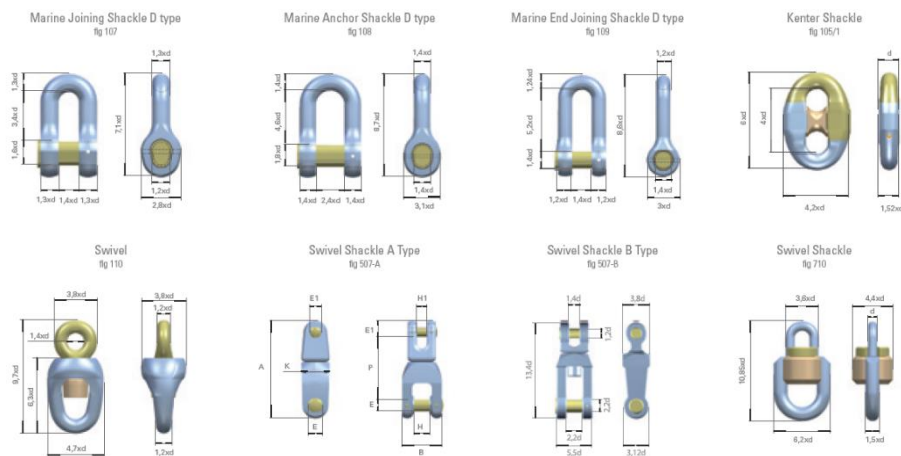 Marine Joining Shackle D type
fig 107
1,3xd
1,3xd
3,4xd
1,6xd
7,1xd
1,3xd 1,4xd 1,3xd
1,2xd
2,8xd
Marine Anchor Shackle D type
fig 108
1,4xd
1,4xd
4,6xd
1,8xd
8,7xd
1,4xd 2,4xd 1,4xd
1,4xd
3,1xd
Marine End Joining Shackle D type
fig 109
1,2xd
1,24xd
5,2xd
1,4xd
8,6xd
1,2xd 1,4xd 1,2xd
1,4xd
3xd
Kenter Shackle
fig 105/1
d
6xd
4xd
4,2xd
1,52xd
Swivel
fig 110
3,8xd
3,8xd
1,2xd
1,4xd
9,7xd
6,3xd
4,7xd
1,2xd
Swivel Shackle A Type
fig 507-A
E1
H1
E1
A
K
P
E
E
H
B
Swivel Shackle B Type
fig 507-B
1,4d
3,8d
1,2d
13,4d
2,2d
2,2d
5,5d
3,12d
Swivel Shackle
fig 710
3,6xd
4,4xd
d
10,85xd
6,2xd
1,5xd